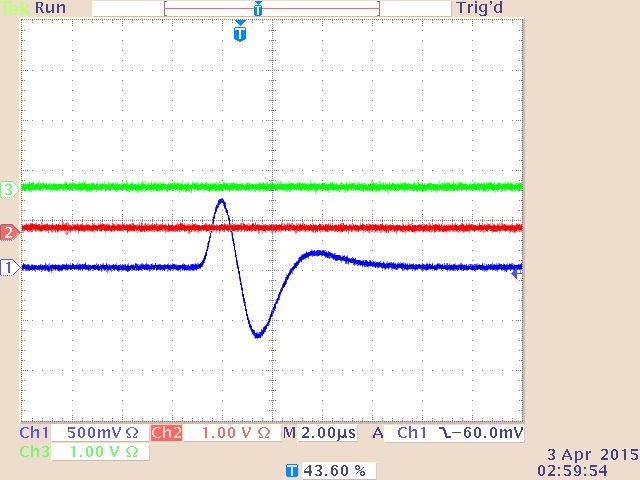 Tek Run Trig'd
T
T
3
2
1
Ch1 500mV Ω Ch2 1.00 V Ω M 2.00µs A Ch1 -60.0mV
Ch3 1.00 V Ω
3 Apr 2015
T 43.60 % 02:59:54